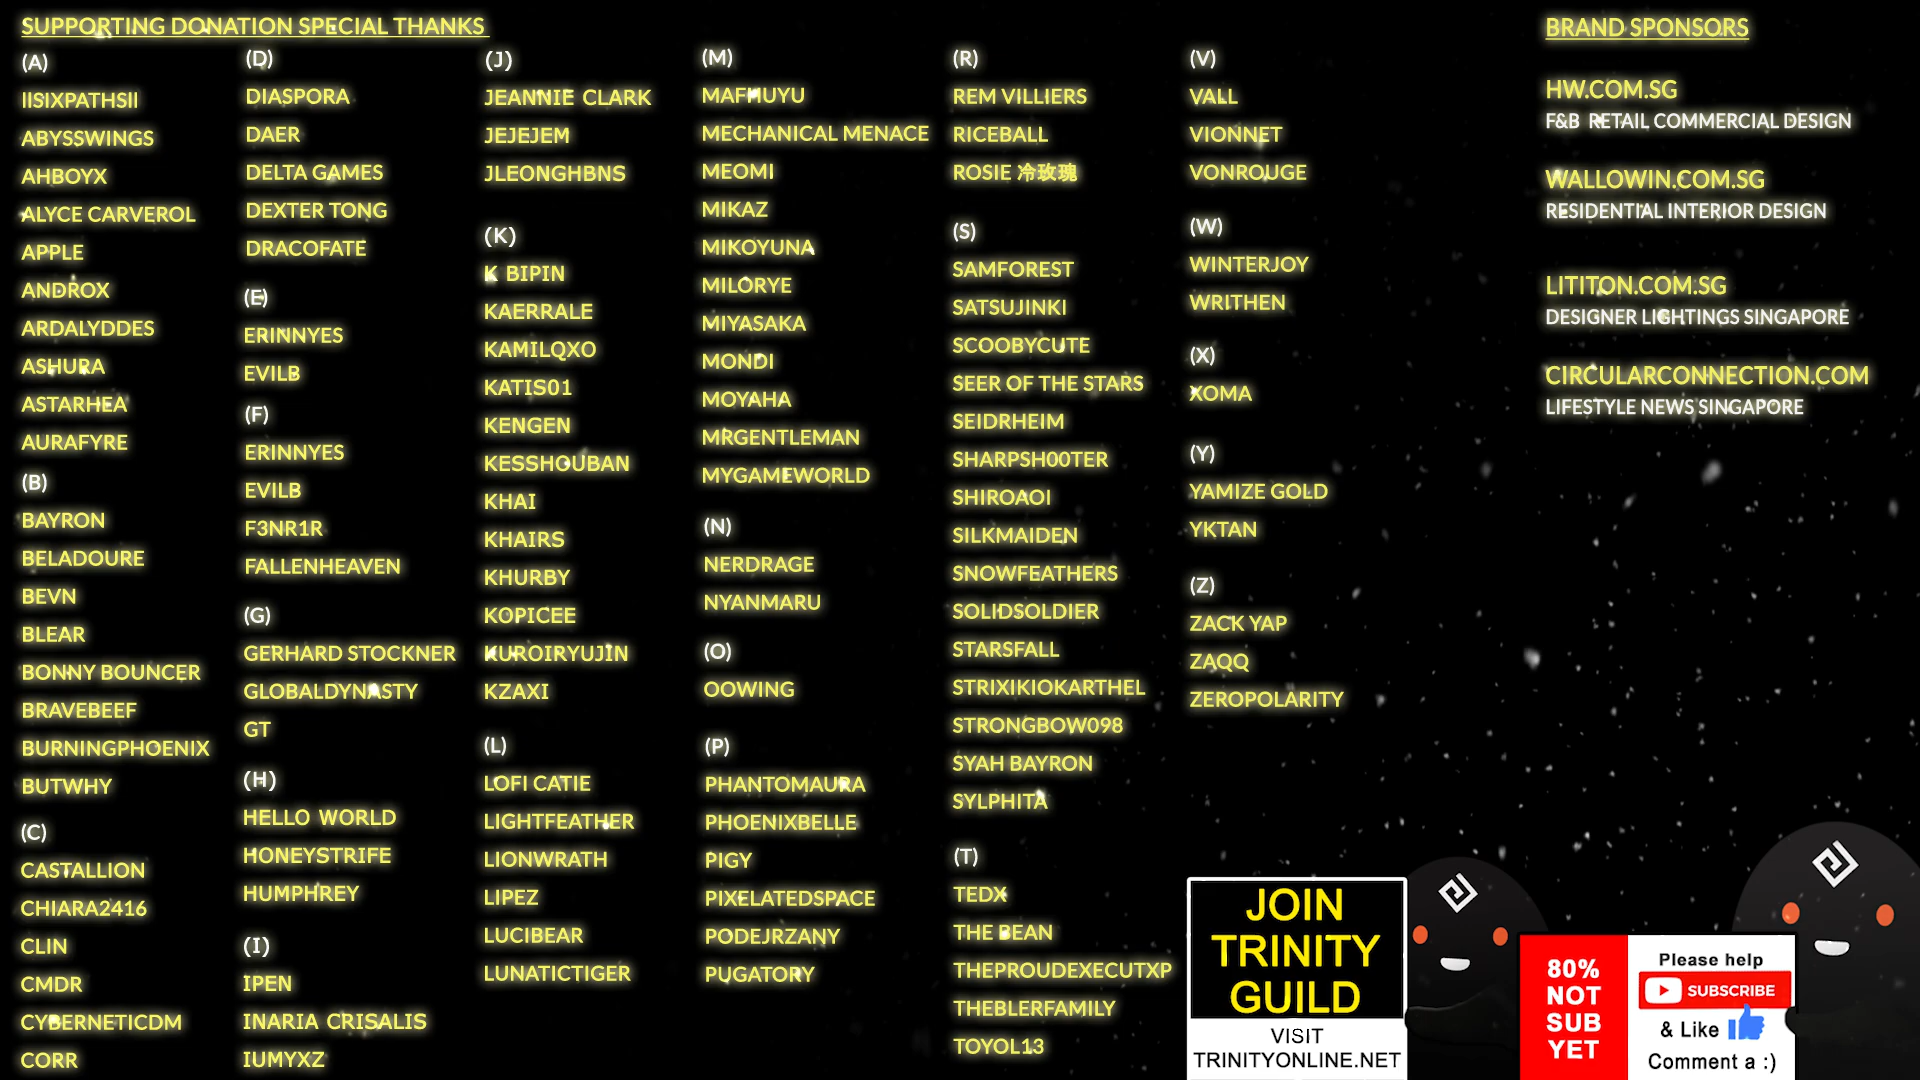 SUPPORTING DONATION SPECIAL THANKS
(A)
IISIXPATHSII
ABYSSWINGS
AHBOYX
ALYCE CARVEROL
APPLE
ANDROX
ARDALYDDES
ASHURA
ASTARHEA
AURAFYRE
(B)
BAYRON
BELADOURE
BEVN
BLEAR
BONNY BOUNCER
BRAVEBEEF
BURNINGPHOENIX
BUTWHY
(C)
CASTALLION
CHIARA2416
CLIN
CMDR
CYBERNETICDM
CORR
(D)
DIASPORA
DAER
DELTA GAMES
DEXTER TONG
DRACOFATE
(E)
ERINNYES
EVILB
(F)
ERINNYES
EVILB
F3NR1R
FALLENHEAVEN
(G)
GERHARD STOCKNER
GLOBALDYNASTY
GT
(H)
HELLO WORLD
HONEYSTRIFE
HUMPHREY
(I)
IPEN
INARIA CRISALIS
IUMYXZ
(J)
JEANNIE CLARK
JEJEJEM
JLEONGHBNS
(K)
K BIPIN
KAERRALE
KAMILQXO
KATIS01
KENGEN
KESSHOUBAN
KHAI
KHAIRS
KHURBY
KOPICEE
KUROIRYUJIN
KZAXI
(L)
LOFI CATIE
LIGHTFEATHER
LIONWRATH
LIPEZ
LUCIBEAR
LUNATICTIGER
(M)
MAFHUYU
MECHANICAL MENACE
MEOMI
MIKAZ
MIKOYUNA
MILORYE
MIYASAKA
MONDI
MOYAHA
MRGENTLEMAN
MYGAMEWORLD
(N)
NERDRAGE
NYANMARU
(O)
OOWING
(P)
PHANTOMAURA
PHOENIXBELLE
PIGY
PIXELATEDSPACE
PODEJRZANY
PUGATORY
(R)
REM VILLIERS
RICEBALL
ROSIE 冷玫瑰
(S)
SAMFOREST
SATSUJINKI
SCOOBYCUTE
SEER OF THE STARS
SEIDRHEIM
SHARPSH00TER
SHIROAOI
SILKMAIDEN
SNOWFEATHERS
SOLIDSOLDIER
STARSFALL
STRIXIKIOKARTHEL
STRONGBOW098
SYAH BAYRON
SYLPHITA
(T)
TEDX
THE BEAN
THEPROUDEXECUTXP
THEBLERFAMILY
TOYOL13
(V)
VALL
VIONNET
VONROUGE
(W)
WINTERJOY
WRITHEN
(X)
XOMA
(Y)
YAMIZE GOLD
YKTAN
(Z)
ZACK YAP
ZAQQ
ZEROPOLARITY
BRAND SPONSORS
HW.COM.SG
F&B RETAIL COMMERCIAL DESIGN
WALLOWIN.COM.SG
RESIDENTIAL INTERIOR DESIGN
LITITON.COM.SG
DESIGNER LIGHTINGS SINGAPORE
CIRCULARCONNECTION.COM
LIFESTYLE NEWS SINGAPORE
JOIN
TRINITY
GUILD
VISIT
TRINITYONLINE.NET
80%
NOT
SUB
YET
Please help
SUBSCRIBE
& Like
Comment a :)